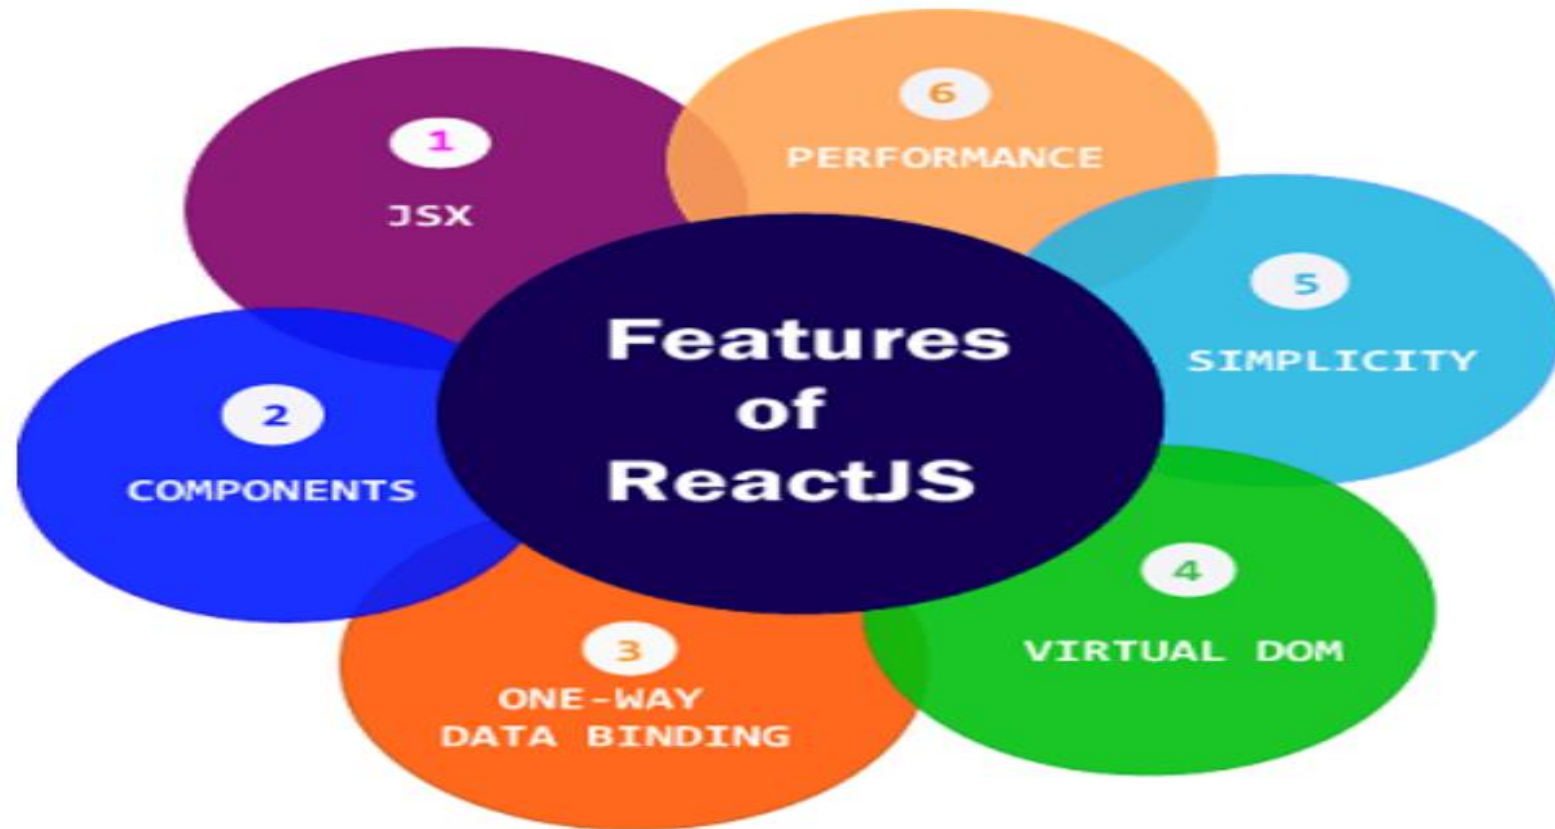 Features
of
ReactJS
1
JSX
2
COMPONENTS
3
ONE-WAY
DATA BINDING
4
VIRTUAL DOM
5
SIMPLICITY
6
PERFORMANCE